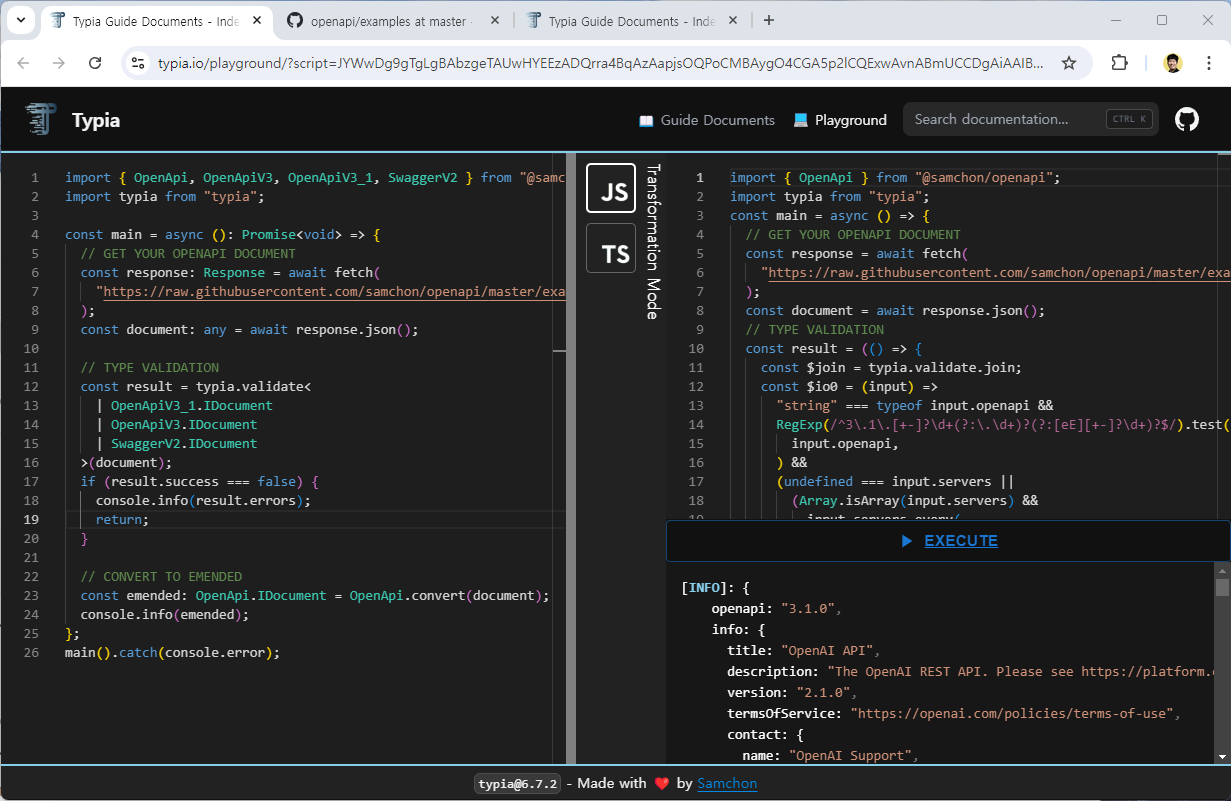 Typia Guide Documents - Inde
openapi/examples at master
Typia Guide Documents - Inde
typia.io/playground/?script=JYWwDg9gTgLgBAbzgeTAUwHYEEzADQrra4BqAzAapjsOQPoCMBAygO4CGA5p2lCQExwAvnABmUCCDgAiAAIB...
Typia
Guide Documents
Playground
Search documentation...
CTRL K
1 import { OpenApi, OpenApiV3, OpenApiV3_1, SwaggerV2 } from "@samc
2 import typia from "typia";
3
4 const main = async (): Promise<void> => {
5 // GET YOUR OPENAPI DOCUMENT
6 const response: Response = await fetch(
7 "https://raw.githubusercontent.com/samchon/openapi/master/exa
8 );
9 const document: any = await response.json();
10
11 // TYPE VALIDATION
12 const result = typia.validate<
13 | OpenApiV3_1.IDocument
14 | OpenApiV3.IDocument
15 | SwaggerV2.IDocument
16 >(document);
17 if (result.success === false) {
18 console.info(result.errors);
19 return;
20 }
21
22 // CONVERT TO EMENDED
23 const emended: OpenApi.IDocument = OpenApi.convert(document);
24 console.info(emended);
25 };
26 main().catch(console.error);
JS
TS
Transformation Mode
1 import { OpenApi } from "@samchon/openapi";
2 import typia from "typia";
3 const main = async () => {
4 // GET YOUR OPENAPI DOCUMENT
5 const response = await fetch(
6 "https://raw.githubusercontent.com/samchon/openapi/master/exa
7 );
8 const document = await response.json();
9 // TYPE VALIDATION
10 const result = (() => {
11 const $join = typia.validate.join;
12 const $io0 = (input) =>
13 "string" === typeof input.openapi &&
14 RegExp(/^3\.1\.[+-]?\d+(?:\.\d+)?(?:[eE][+-]?\d+)?$/).test(
15 input.openapi,
16 ) &&
17 (undefined === input.servers ||
18 (Array.isArray(input.servers) &&
19 input.servers.every(
EXECUTE
[INFO]: {
openapi: "3.1.0",
info: {
title: "OpenAI API",
description: "The OpenAI REST API. Please see https://platform.
version: "2.1.0",
termsOfService: "https://openai.com/policies/terms-of-use",
contact: {
name: "OpenAI Support",
typia@6.7.2 - Made with ❤️ by Samchon